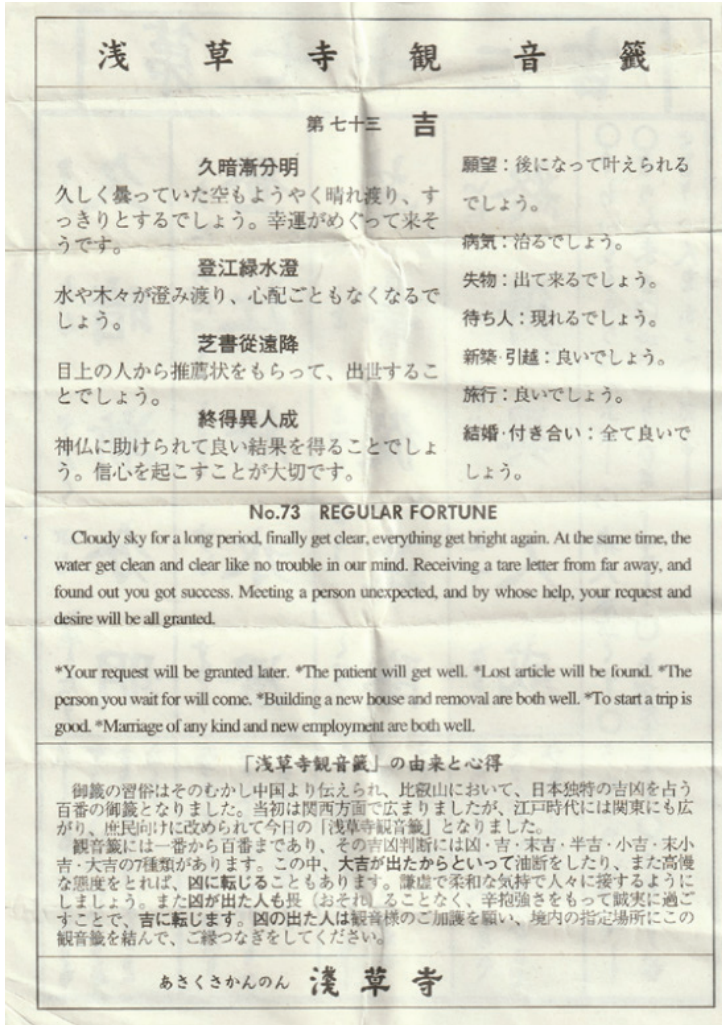 浅草寺観音籤
第七十三 吉
久暗漸分明
久しく曇っていた空もようやく晴れ渡り、す
っきりとするでしょう。幸運がめぐって来そ
うです。
登江緑水澄
水や木々が澄み渡り、心配ごともなくなるで
しょう。
芝書從遠降
目上の人から推薦状をもらって、出世するこ
とでしょう。
終得異人成
神仏に助けられて良い結果を得ることでしょ
う。信心を起こすことが大切です。
願望：後になって叶えられる
でしょう。
病気：治るでしょう。
失物：出て来るでしょう。
待ち人：現れるでしょう。
新築·引越：良いでしょう。
旅行：良いでしょう。
結婚·付き合い：全て良いで
しょう。
No.73 REGULAR FORTUNE
Cloudy sky for a long period, finally get clear, everything get bright again. At the same time, the
water get clean and clear like no trouble in our mind. Receiving a tare letter from far away, and
found out you got success. Meeting a person unexpected, and by whose help, your request and
desire will be all granted.
*Your request will be granted later. *The patient will get well. *Lost article will be found. *The
person you wait for will come. *Building a new house and removal are both well. *To start a trip is
good. *Marriage of any kind and new employment are both well.
「浅草寺観音籤」の由来と心得
御籤の習俗はそのむかし中国より伝えられ、比叡山において、日本独特の吉凶を占う
百番の御籤となりました。当初は関西方面で広まりましたが、江戸時代には関東にも広
がり、庶民向けに改められて今日の「浅草寺観音籤」となりました。
観音籤には一番から百番まであり、その吉凶判断には凶·吉·末吉·半吉·小吉·末小
吉·大吉の7種類があります。この中、大吉が出たからといって油断をしたり、また高慢
な態度をとれば、凶に転じることもあります。謙虚で柔和な気持で人々に接するように
しましょう。また凶が出た人も畏（おそれ）ることなく、辛抱強さをもって誠実に過ご
すことで、吉に転じます。凶の出た人は観音様のご加護を願い、境内の指定場所にこの
観音籤を結んで、ご縁つなぎをしてください。
あさくさかんのん 淺草寺